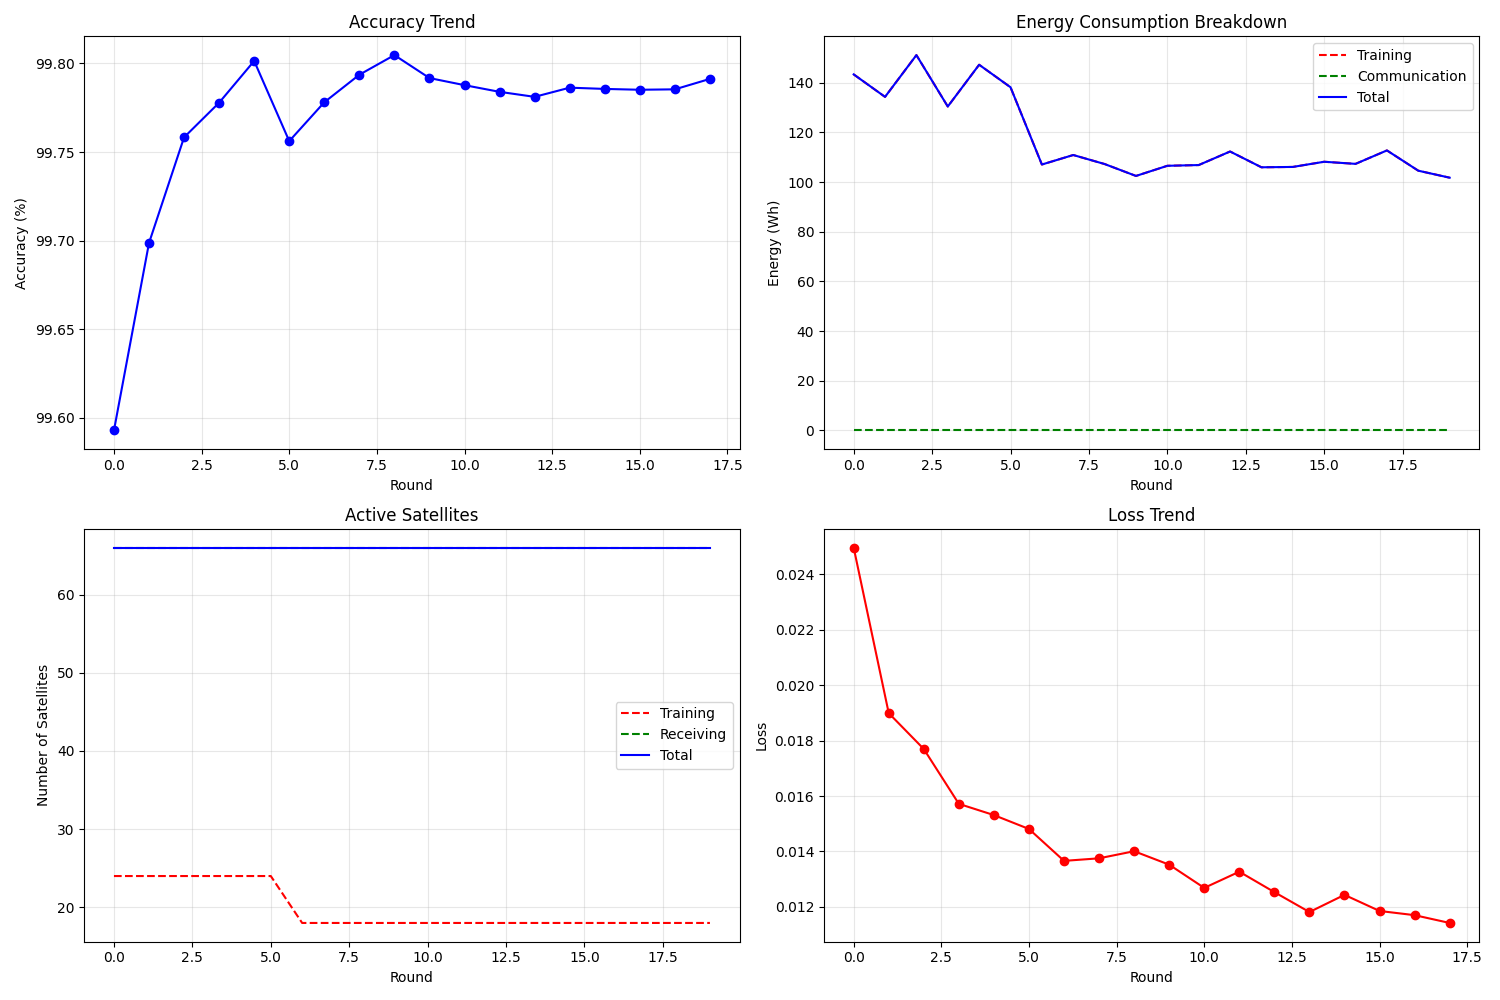 Accuracy Trend
Accuracy (%)
99.80
99.75
99.70
99.65
99.60
0.0 2.5 5.0 7.5 10.0 12.5 15.0 17.5
Round
Energy Consumption Breakdown
Energy (Wh)
140
120
100
80
60
40
20
0
Training
Communication
Total
0.0 2.5 5.0 7.5 10.0 12.5 15.0 17.5
Round
Active Satellites
Number of Satellites
60
50
40
30
20
Training
Receiving
Total
0.0 2.5 5.0 7.5 10.0 12.5 15.0 17.5
Round
Loss Trend
Loss
0.024
0.022
0.020
0.018
0.016
0.014
0.012
0.0 2.5 5.0 7.5 10.0 12.5 15.0 17.5
Round